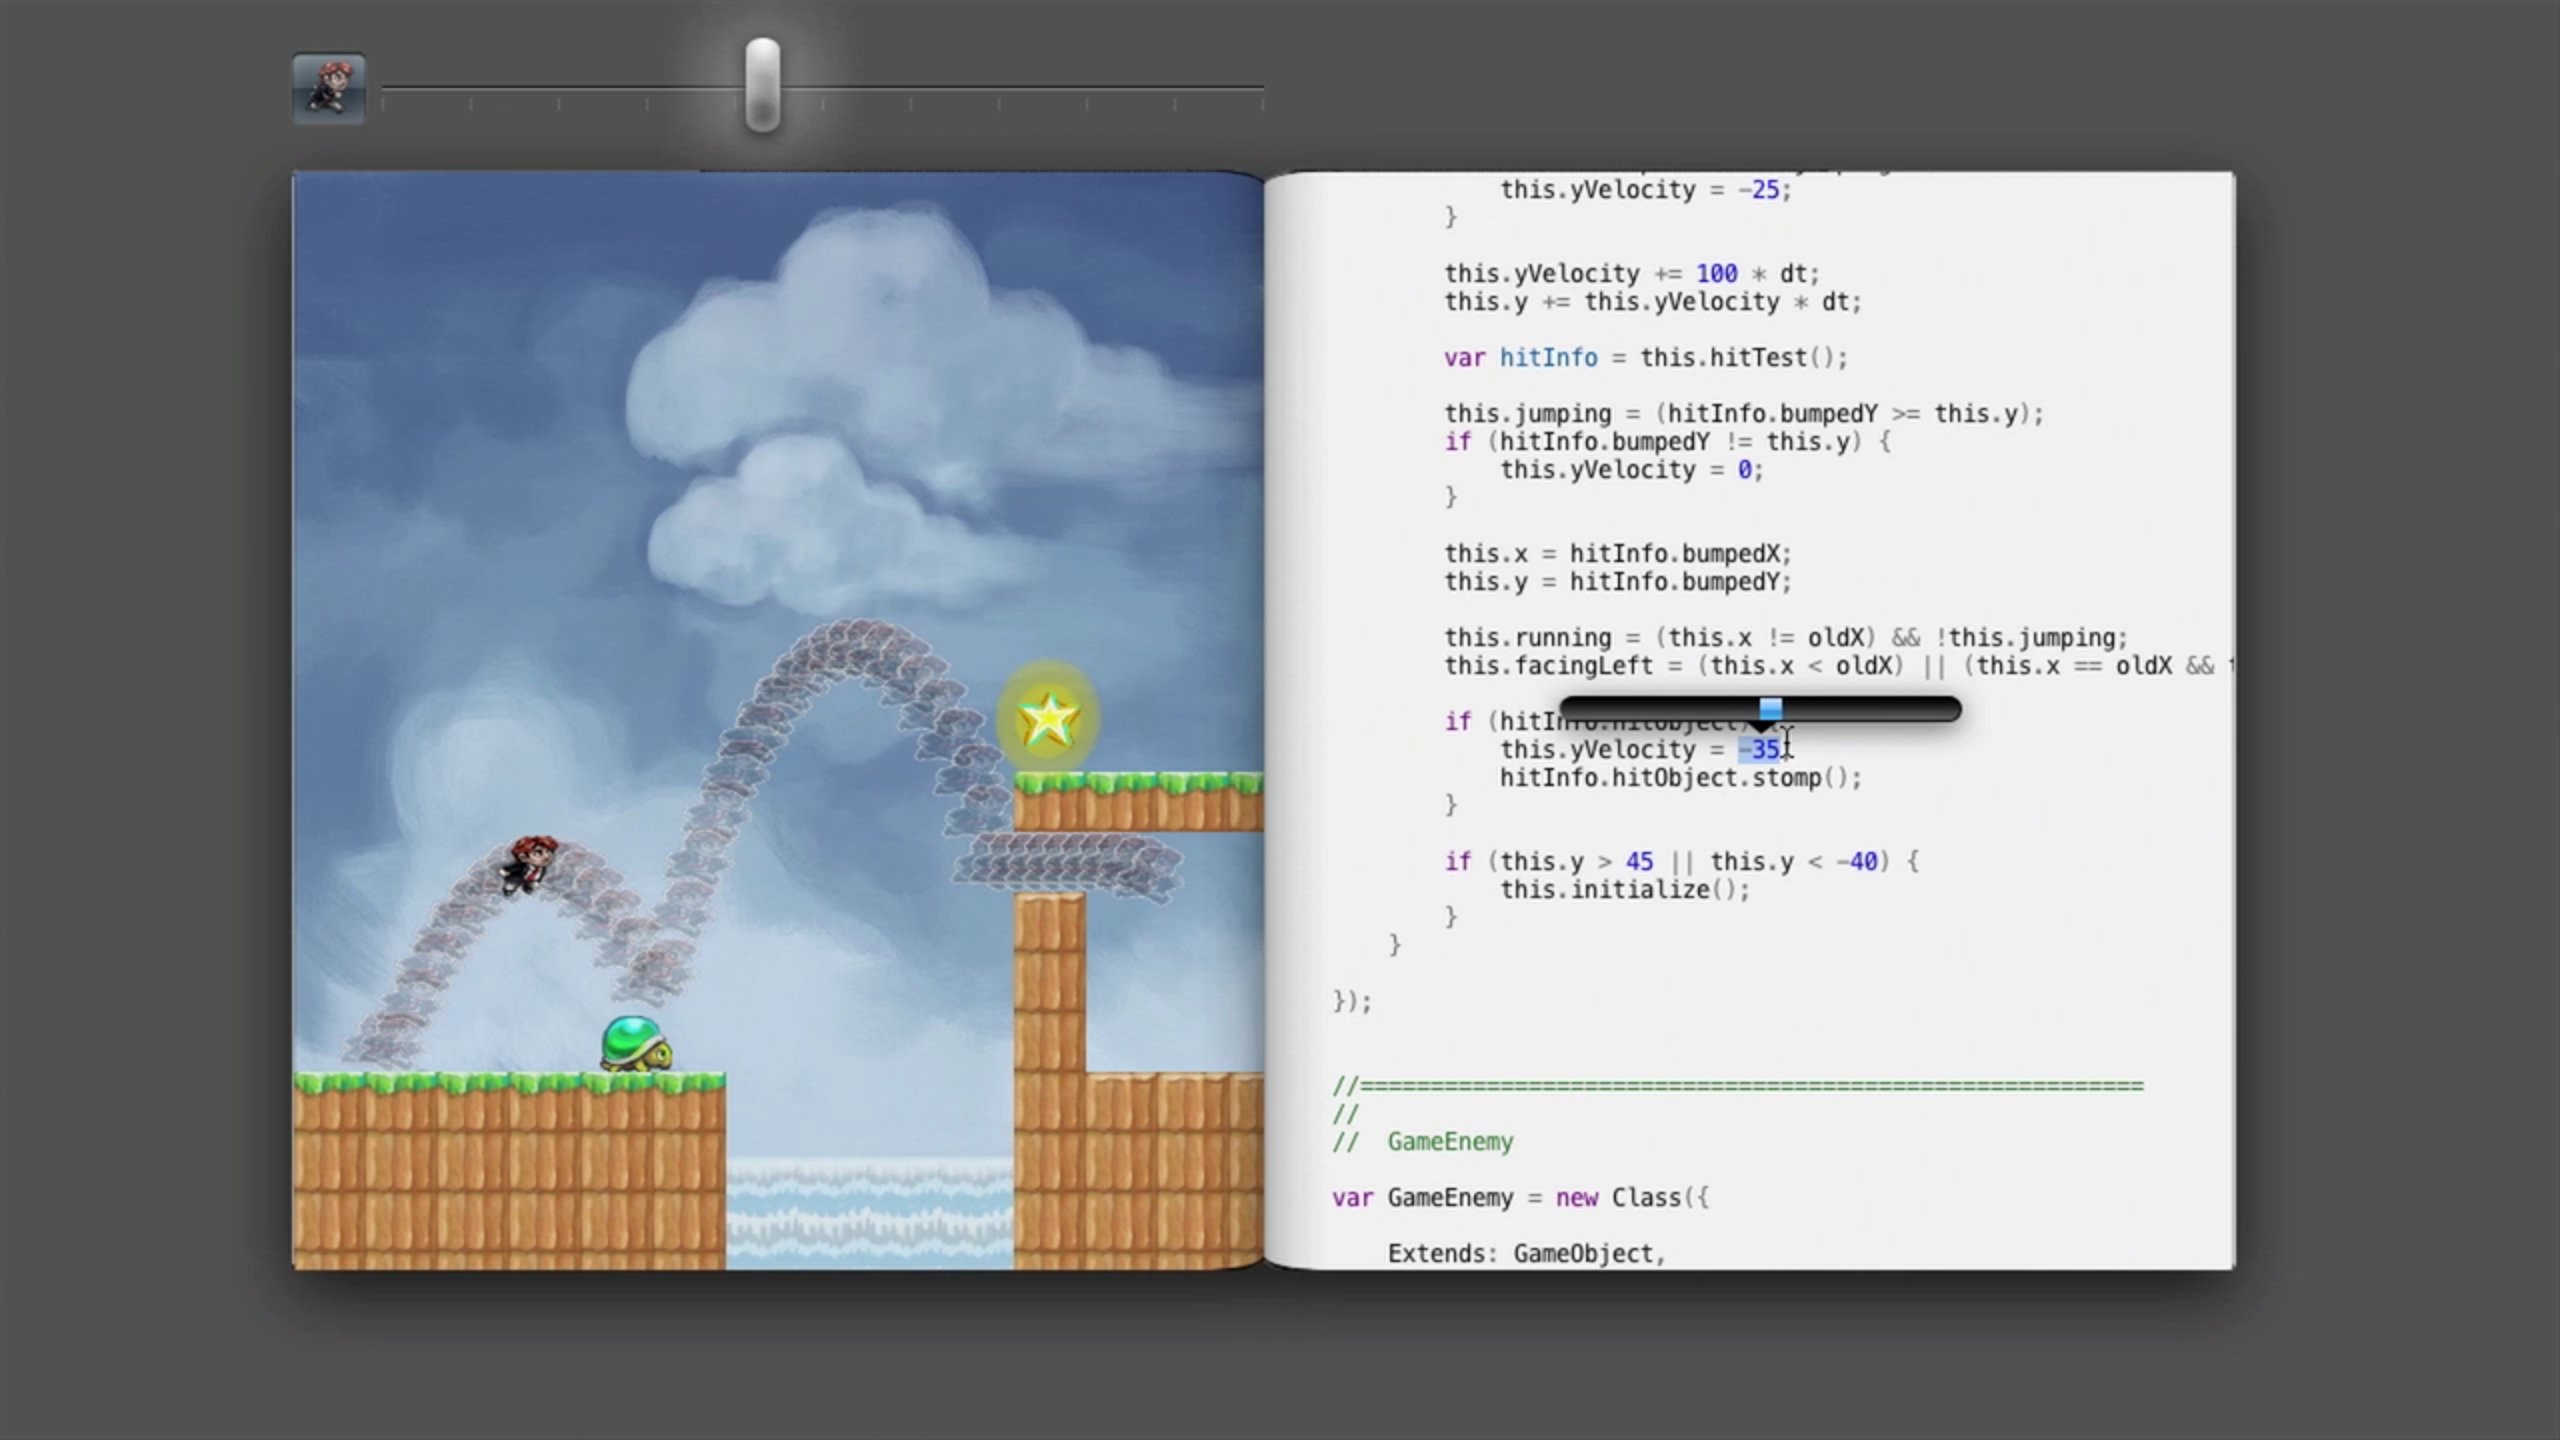 this.yVelocity = -25;
}
this.yVelocity += 100 * dt;
this.y += this.yVelocity * dt;
var hitInfo = this.hitTest();
this.jumping = (hitInfo.bumpedY >= this.y);
if (hitInfo.bumpedY != this.y) {
this.yVelocity = 0;
}
this.x = hitInfo.bumpedX;
this.y = hitInfo.bumpedY;
this.running = (this.x != oldX) && !this.jumping;
this.facingLeft = (this.x < oldX) || (this.x == oldX &&
if (hitInfo.hitObject) {
this.yVelocity = -35;
hitInfo.hitObject.stomp();
}
if (this.y > 45 || this.y < -40) {
this.initialize();
}
}
});
//========================================================
//
// GameEnemy
var GameEnemy = new Class({
Extends: GameObject,